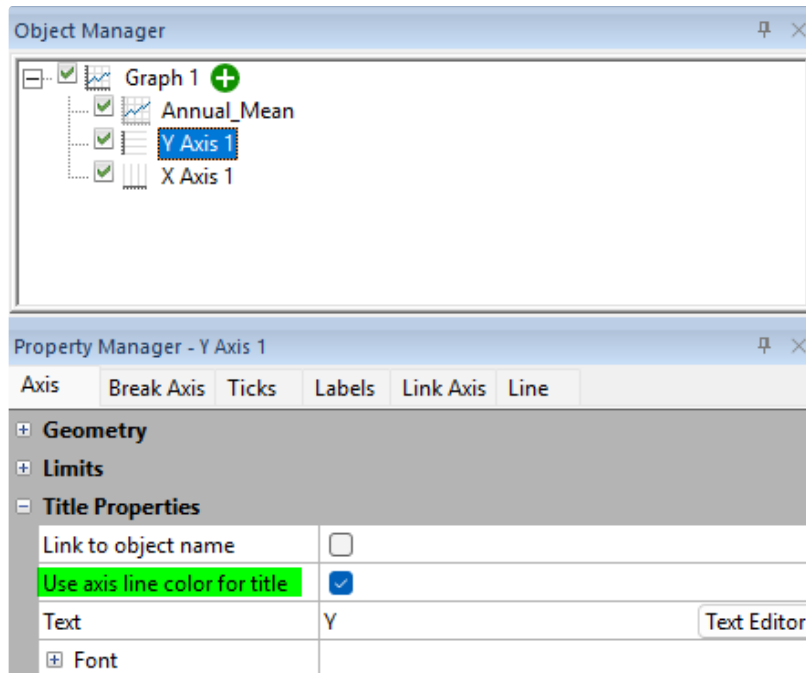 Object Manager
Graph 1
Annual_Mean
Y Axis 1
X Axis 1
Property Manager - Y Axis 1
Axis Break Axis Ticks Labels Link Axis Line
Geometry
Limits
Title Properties
Link to object name
Use axis line color for title
Text Y Text Editor
Font